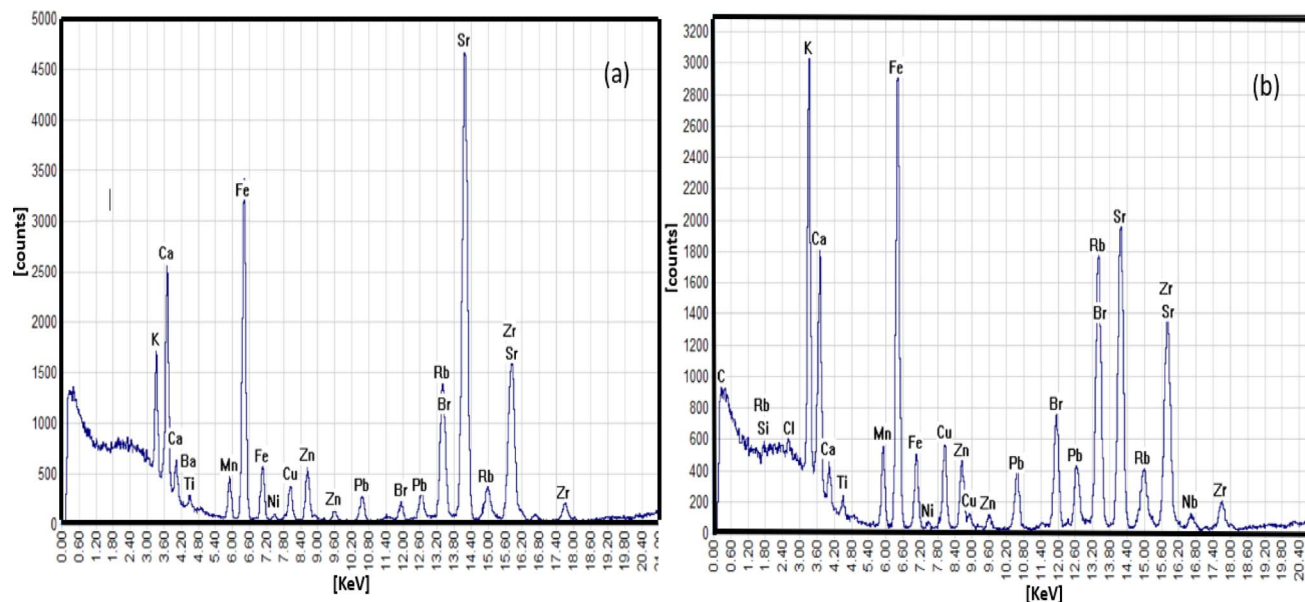 5000
4500
4000
3500
3000
2500
2000
1500
1000
500
0
[counts]
(a)
Sr
Fe
Ca
K
Ca
Ba
Ti
Mn
Fe
Ni
Cu
Zn
Zn
Pb
Br
Pb
Rb
Br
Rb
Zr
Sr
Zr
0.00 0.60 1.20 1.80 2.40 3.00 3.60 4.20 4.80 5.40 6.00 6.60 7.20 7.80 8.40 9.00 9.60 10.20 10.80 11.40 12.00 12.60 13.20 13.80 14.40 15.00 15.60 16.20 16.80 17.40 18.00 18.60 19.20 19.80 20.40
[KeV]
3200
3000
2800
2600
2400
2200
2000
1800
1600
1400
1200
1000
800
600
400
200
0
[counts]
(b)
K
Fe
Ca
C
Rb
Si
Cl
Ca
Ti
Mn
Fe
Ni
Cu
Zn
Cu
Zn
Pb
Br
Pb
Rb
Br
Sr
Rb
Zr
Sr
Nb
Zr
0.00 0.60 1.20 1.80 2.40 3.00 3.60 4.20 4.80 5.40 6.00 6.60 7.20 7.80 8.40 9.00 9.60 10.20 10.80 11.40 12.00 12.60 13.20 13.80 14.40 15.00 15.60 16.20 16.80 17.40 18.00 18.60 19.20 19.80 20.40
[KeV]